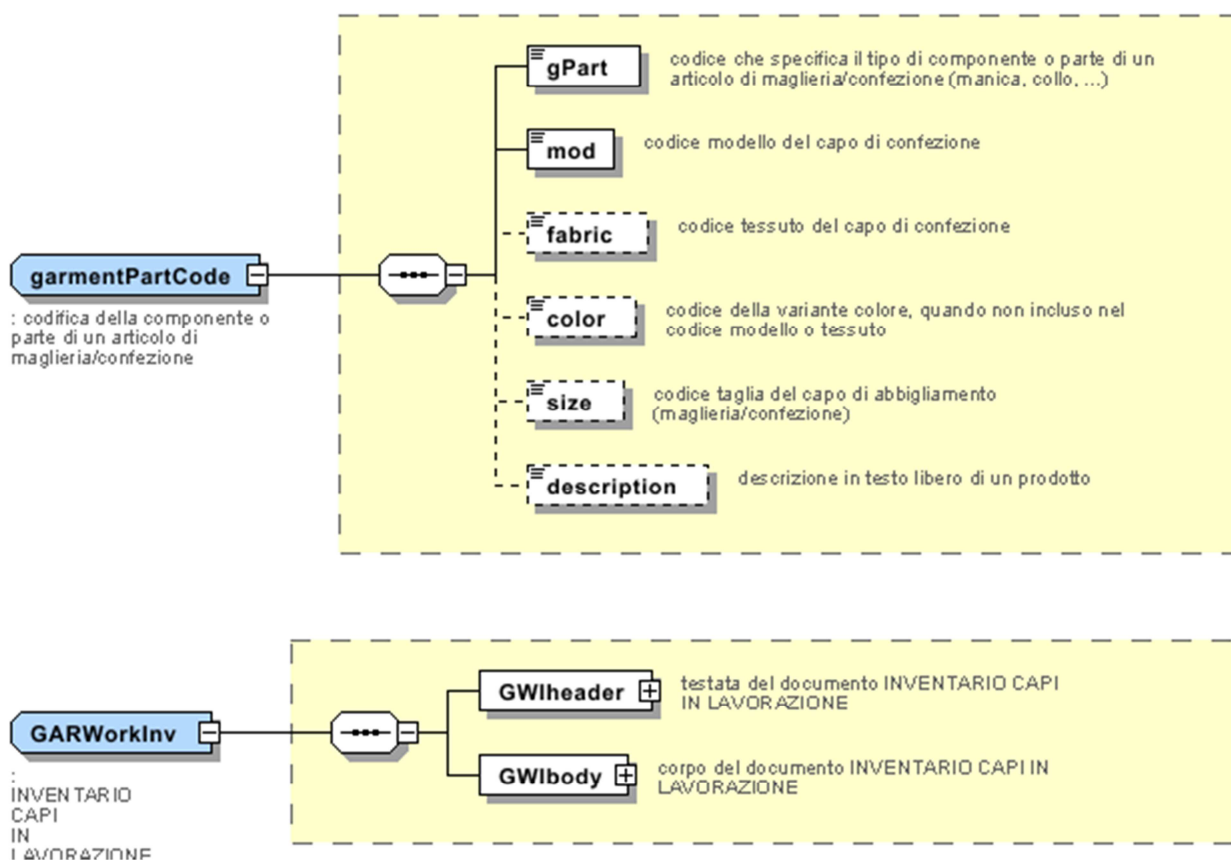 gPart
codice che specifica il tipo di componente o parte di un
articolo di maglieria/confezione (manica, collo, ...)
mod
codice modello del capo di confezione
fabric
codice tessuto del capo di confezione
garmentPartCode
: codifica della componente o
parte di un articolo di
maglieria/confezione
color
codice della variante colore, quando non incluso nel
codice modello o tessuto
size
codice taglia del capo di abbigliamento
(maglieria/confezione)
description
descrizione in testo libero di un prodotto
GWIheader
testata del documento INVENTARIO CAPI
IN LAVORAZIONE
GARWorkInv
:
INVENTARIO
CAPI
IN
LAVORAZIONE
GWIbody
corpo del documento INVENTARIO CAPI IN
LAVORAZIONE